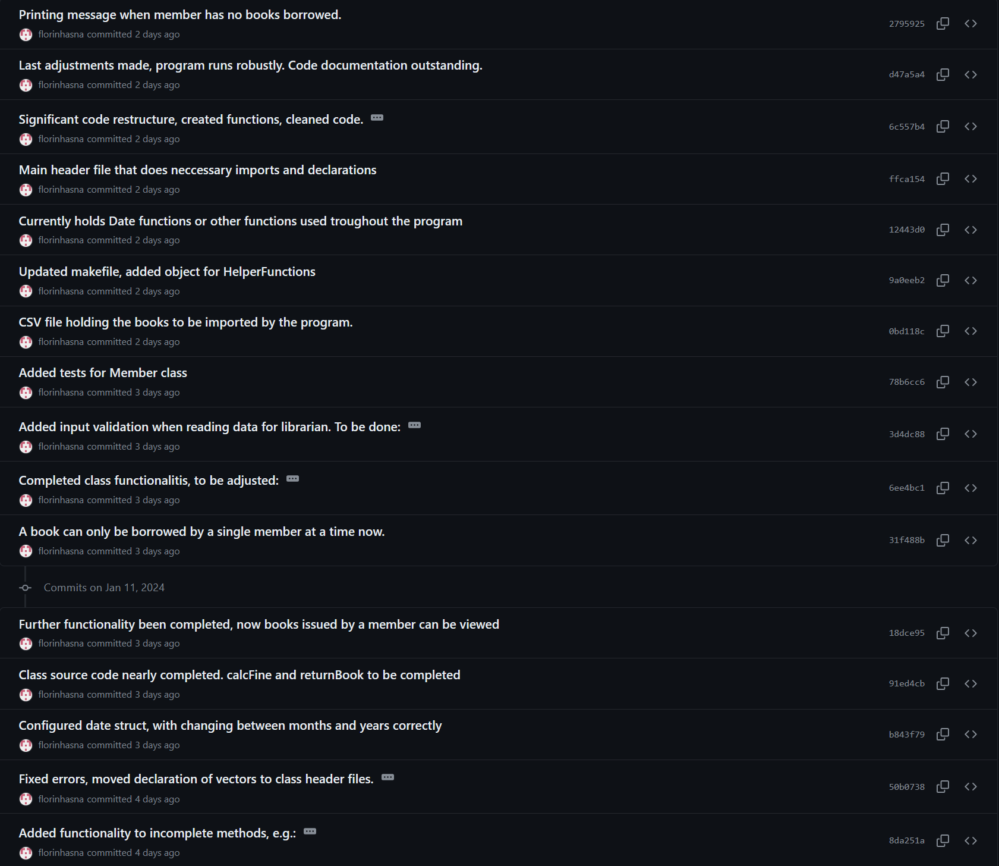 Printing message when member has no books borrowed.
florinhasna committed 2 days ago
2795925
Last adjustments made, program runs robustly. Code documentation outstanding.
florinhasna committed 2 days ago
d47a5a4
Significant code restructure, created functions, cleaned code.
florinhasna committed 2 days ago
6c557b4
Main header file that does neccessary imports and declarations
florinhasna committed 2 days ago
ffca154
Currently holds Date functions or other functions used troughout the program
florinhasna committed 2 days ago
12443d0
Updated makefile, added object for HelperFunctions
florinhasna committed 2 days ago
9a0eeb2
CSV file holding the books to be imported by the program.
florinhasna committed 2 days ago
0bd118c
Added tests for Member class
florinhasna committed 3 days ago
78b6cc6
Added input validation when reading data for librarian. To be done:
florinhasna committed 3 days ago
3d4dc88
Completed class functionalitis, to be adjusted:
florinhasna committed 3 days ago
6ee4bc1
A book can only be borrowed by a single member at a time now.
florinhasna committed 3 days ago
31f488b
Commits on Jan 11, 2024
Further functionality been completed, now books issued by a member can be viewed
florinhasna committed 3 days ago
18dce95
Class source code nearly completed. calcFine and returnBook to be completed
florinhasna committed 3 days ago
91ed4cb
Configured date struct, with changing between months and years correctly
florinhasna committed 3 days ago
b843f79
Fixed errors, moved declaration of vectors to class header files.
florinhasna committed 4 days ago
50b0738
Added functionality to incomplete methods, e.g.:
florinhasna committed 4 days ago
8da251a